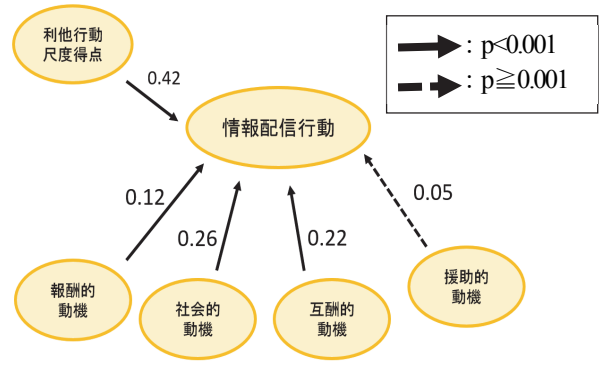 利他行動
尺度得点
0.42
情報配信行動
: p<0.001
: p≧0.001
0.12
0.26
0.22
0.05
報酬的
動機
社会的
動機
互酬的
動機
援助的
動機